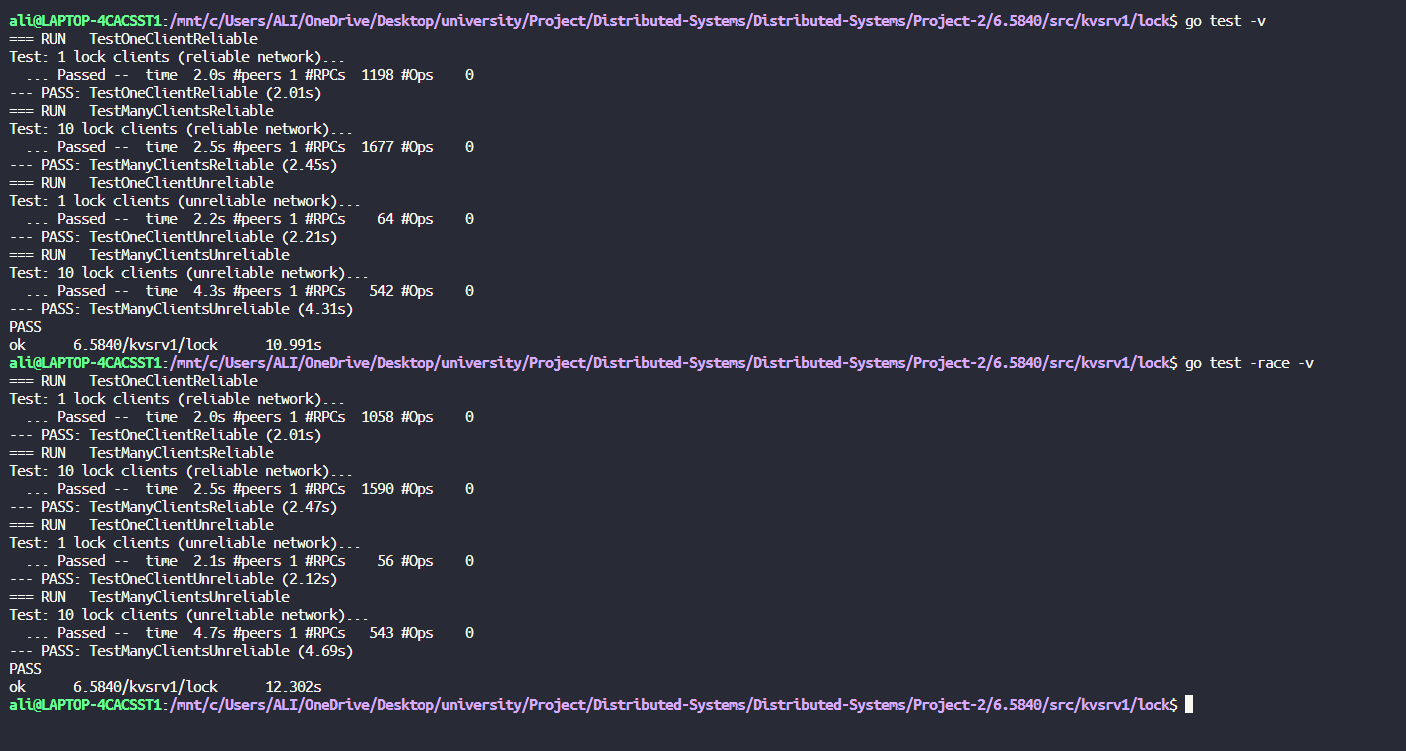 ali@LAPTOP-4CACSST1:/mnt/c/Users/ALI/OneDrive/Desktop/university/Project/Distributed-Systems/Distributed-Systems/Project-2/6.5840/src/kvsrv1/lock$ go test -v
=== RUN   TestOneClientReliable
Test: 1 lock clients (reliable network)...
  ... Passed --  time  2.0s #peers 1 #RPCs  1198 #Ops    0
--- PASS: TestOneClientReliable (2.01s)
=== RUN   TestManyClientsReliable
Test: 10 lock clients (reliable network)...
  ... Passed --  time  2.5s #peers 1 #RPCs  1677 #Ops    0
--- PASS: TestManyClientsReliable (2.45s)
=== RUN   TestOneClientUnreliable
Test: 1 lock clients (unreliable network)...
  ... Passed --  time  2.2s #peers 1 #RPCs    64 #Ops    0
--- PASS: TestOneClientUnreliable (2.21s)
=== RUN   TestManyClientsUnreliable
Test: 10 lock clients (unreliable network)...
  ... Passed --  time  4.3s #peers 1 #RPCs   542 #Ops    0
--- PASS: TestManyClientsUnreliable (4.31s)
PASS
ok      6.5840/kvsrv1/lock      10.991s
ali@LAPTOP-4CACSST1:/mnt/c/Users/ALI/OneDrive/Desktop/university/Project/Distributed-Systems/Distributed-Systems/Project-2/6.5840/src/kvsrv1/lock$ go test -race -v
=== RUN   TestOneClientReliable
Test: 1 lock clients (reliable network)...
  ... Passed --  time  2.0s #peers 1 #RPCs  1058 #Ops    0
--- PASS: TestOneClientReliable (2.01s)
=== RUN   TestManyClientsReliable
Test: 10 lock clients (reliable network)...
  ... Passed --  time  2.5s #peers 1 #RPCs  1590 #Ops    0
--- PASS: TestManyClientsReliable (2.47s)
=== RUN   TestOneClientUnreliable
Test: 1 lock clients (unreliable network)...
  ... Passed --  time  2.1s #peers 1 #RPCs    56 #Ops    0
--- PASS: TestOneClientUnreliable (2.12s)
=== RUN   TestManyClientsUnreliable
Test: 10 lock clients (unreliable network)...
  ... Passed --  time  4.7s #peers 1 #RPCs   543 #Ops    0
--- PASS: TestManyClientsUnreliable (4.69s)
PASS
ok      6.5840/kvsrv1/lock      12.302s
ali@LAPTOP-4CACSST1:/mnt/c/Users/ALI/OneDrive/Desktop/university/Project/Distributed-Systems/Distributed-Systems/Project-2/6.5840/src/kvsrv1/lock$